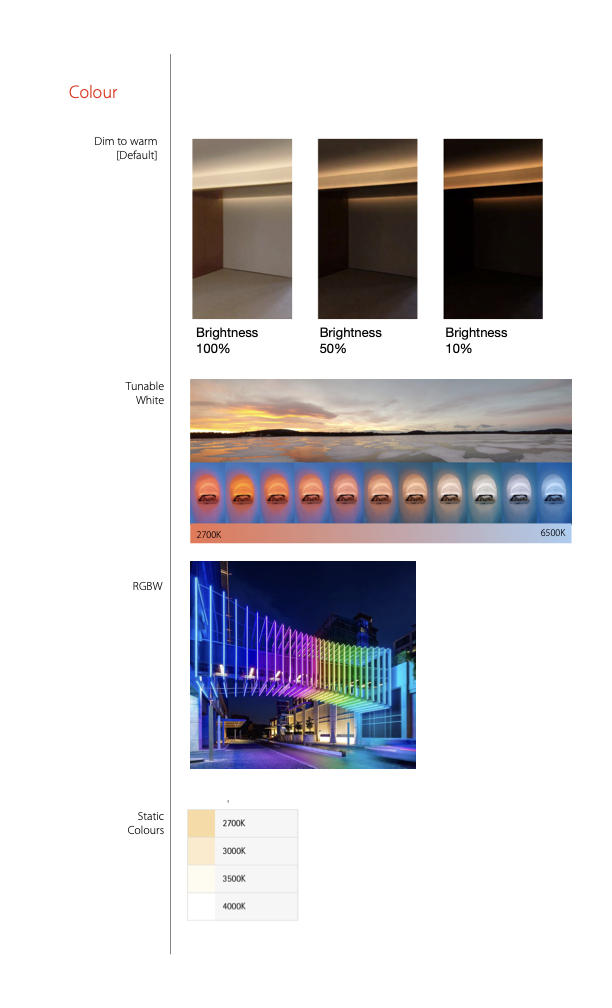 Colour
Dim to warm
[Default]
Brightness
100%
Brightness
50%
Brightness
10%
Tunable
White
2700K
6500K
RGBW
Static
Colours
2700K
3000K
3500K
4000K